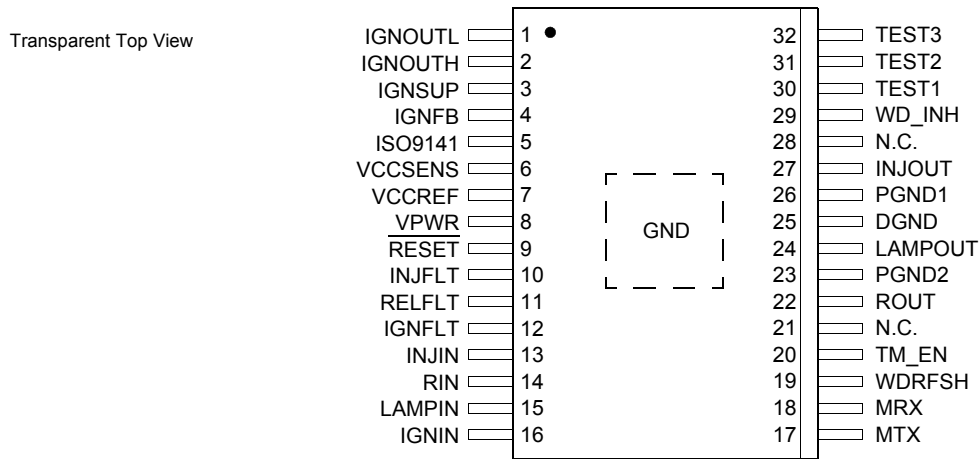 Transparent Top View
IGNOUTL 1 32 TEST3
IGNOUTH 2 31 TEST2
IGNSUP 3 30 TEST1
IGNFB 4 29 WD_INH
ISO9141 5 28 N.C.
VCCSENS 6 27 INJOUT
VCCREF 7 26 PGND1
VPWR 8 25 DGND
GND
RESET 9 24 LAMPOUT
INJFLT 10 23 PGND2
RELFLT 11 22 ROUT
IGNFLT 12 21 N.C.
INJIN 13 20 TM_EN
RIN 14 19 WDRFSH
LAMPIN 15 18 MRX
IGNIN 16 17 MTX